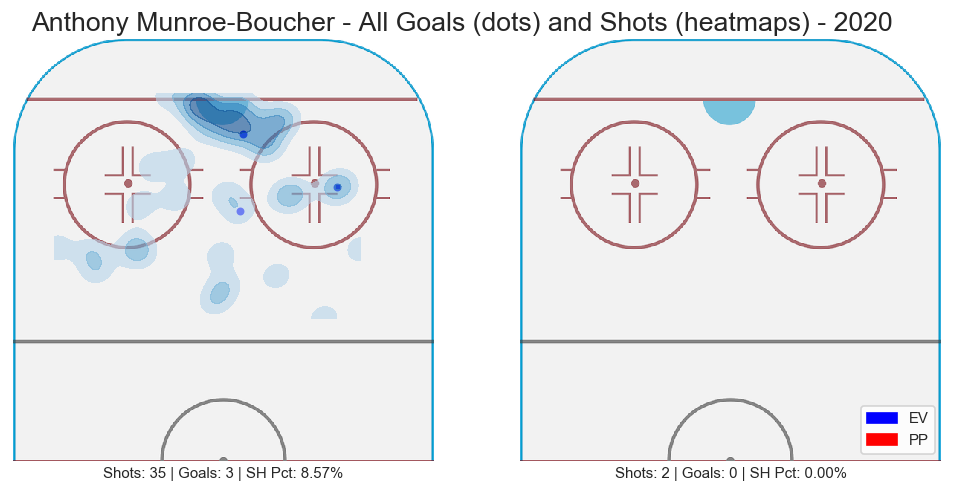 Anthony Munroe-Boucher - All Goals (dots) and Shots (heatmaps) - 2020
EV
PP
Shots: 35 | Goals: 3 | SH Pct: 8.57%
Shots: 2 | Goals: 0 | SH Pct: 0.00%